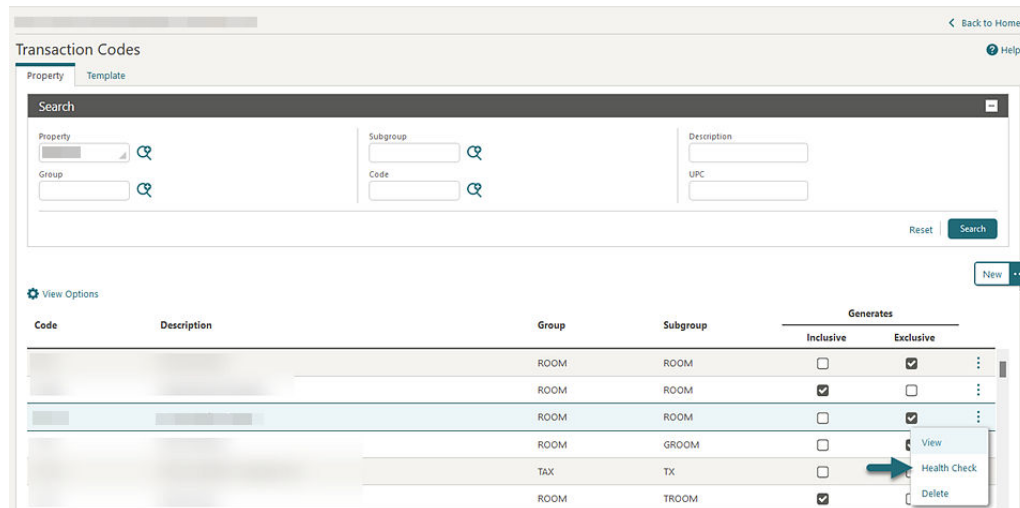 Back to Home
Transaction Codes
Help
Property Template
Search
Property Subgroup Description
Group Code UPC
Reset Search
New
View Options
Generates
Code Description Group Subgroup
Inclusive Exclusive
ROOM ROOM
ROOM ROOM
ROOM ROOM
ROOM GROOM
View
TAX TX
Health Check
ROOM TROOM
Delete